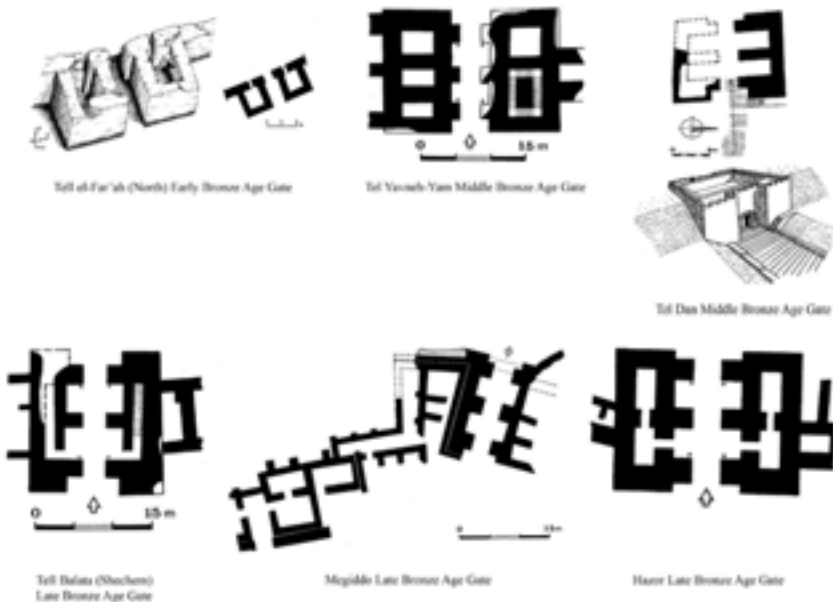 0 15 m
Tell el-Far'ah (North) Early Bronze Age Gate
Tel Yavneh-Yam Middle Bronze Age Gate
Tel Dan Middle Bronze Age Gate
0 15 m
0 15m
Tell Balata (Shechem)
Late Bronze Age Gate
Megiddo Late Bronze Age Gate
Hazor Late Bronze Age Gate